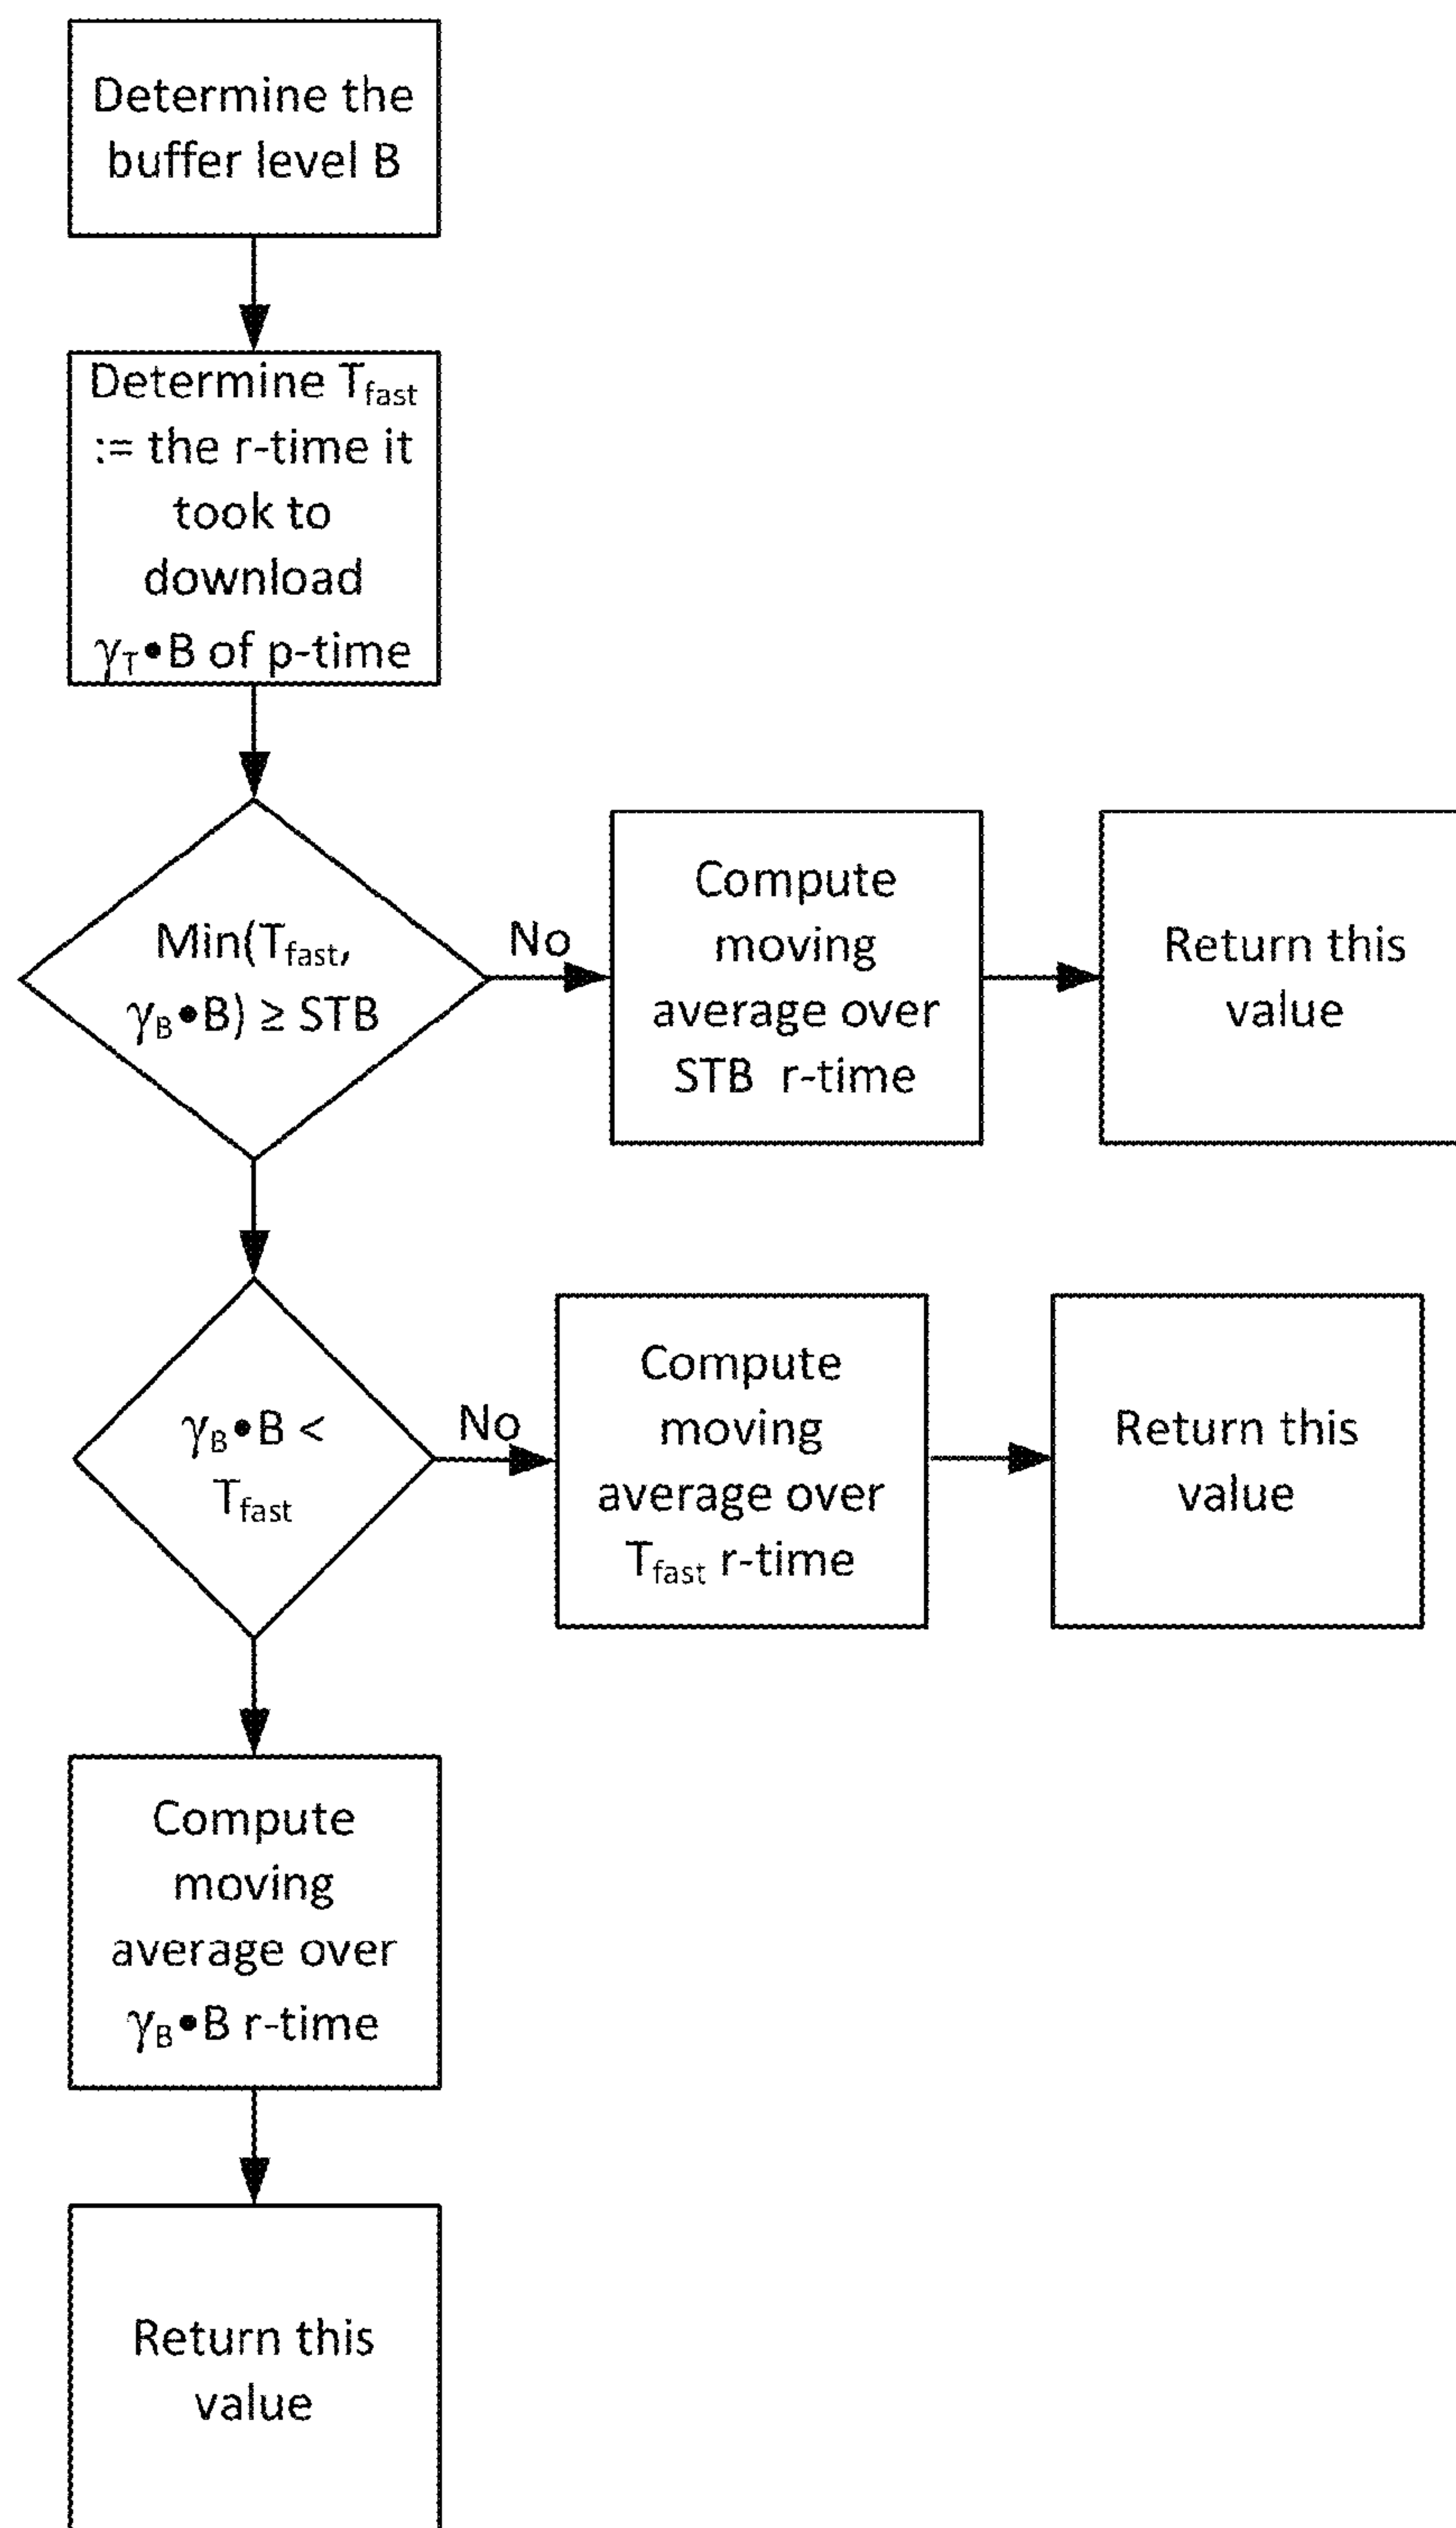 Determine the
buffer level B
Determine T_fast
:= the r-time it
took to
download
γ_T•B of p-time
Min(T_fast,
γ_B•B) ≥ STB
No
Compute
moving
average over
STB r-time
Return this
value
γ_B•B <
T_fast
No
Compute
moving
average over
T_fast r-time
Return this
value
Compute
moving
average over
γ_B•B r-time
Return this
value